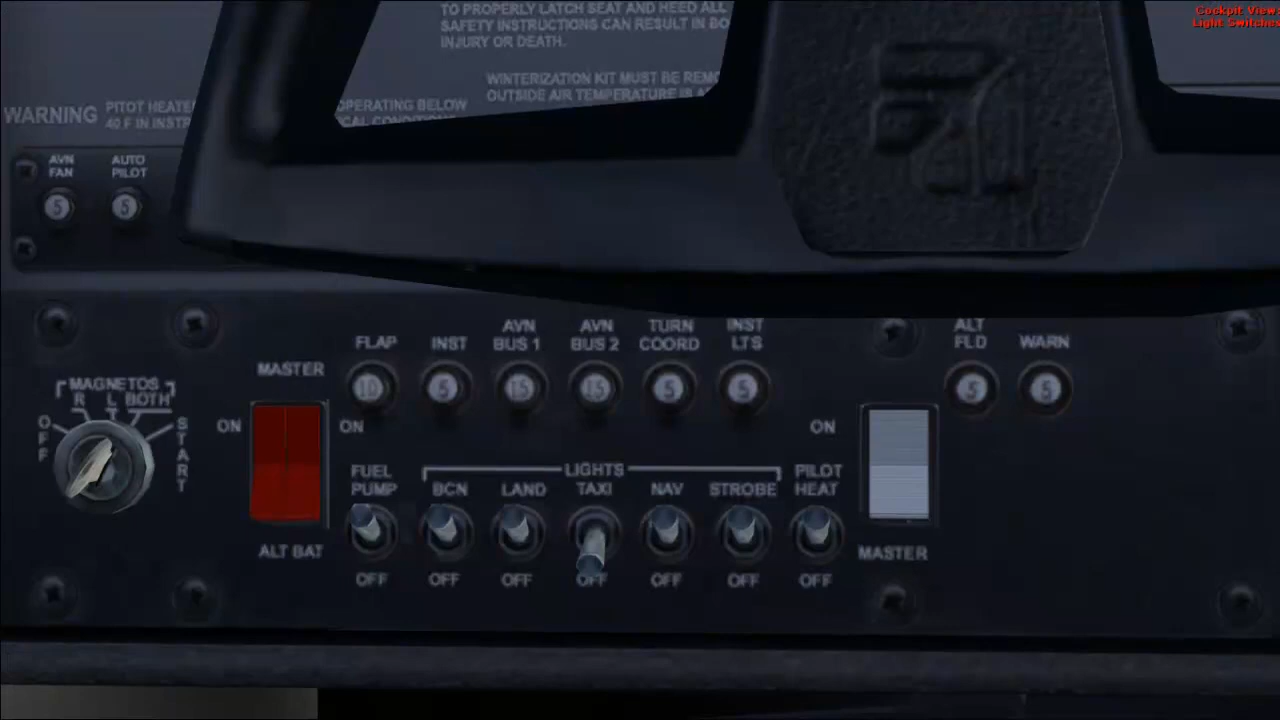 Cockpit View:
Light Switches
TO PROPERLY LATCH SEAT AND HEED ALL
SAFETY INSTRUCTIONS CAN RESULT IN BO
INJURY OR DEATH.
WINTERIZATION KIT MUST BE REMO
OUTSIDE AIR TEMPERATURE IS A
WARNING
PITOT HEATER
40 F IN INSTR
OPERATING BELOW
CAL CONDITIONS
AVN
FAN
AUTO
PILOT
5
5
FLAP
INST
AVN
BUS 1
AVN
BUS 2
TURN
COORD
INST
LTS
ALT
FLD
WARN
10
5
15
15
5
5
5
5
MAGNETOS
R L BOTH
OFF
START
MASTER
ON
ON
ALT BAT
ON
MASTER
LIGHTS
FUEL
PUMP
BCN
LAND
TAXI
NAV
STROBE
PILOT
HEAT
OFF
OFF
OFF
OFF
OFF
OFF
OFF